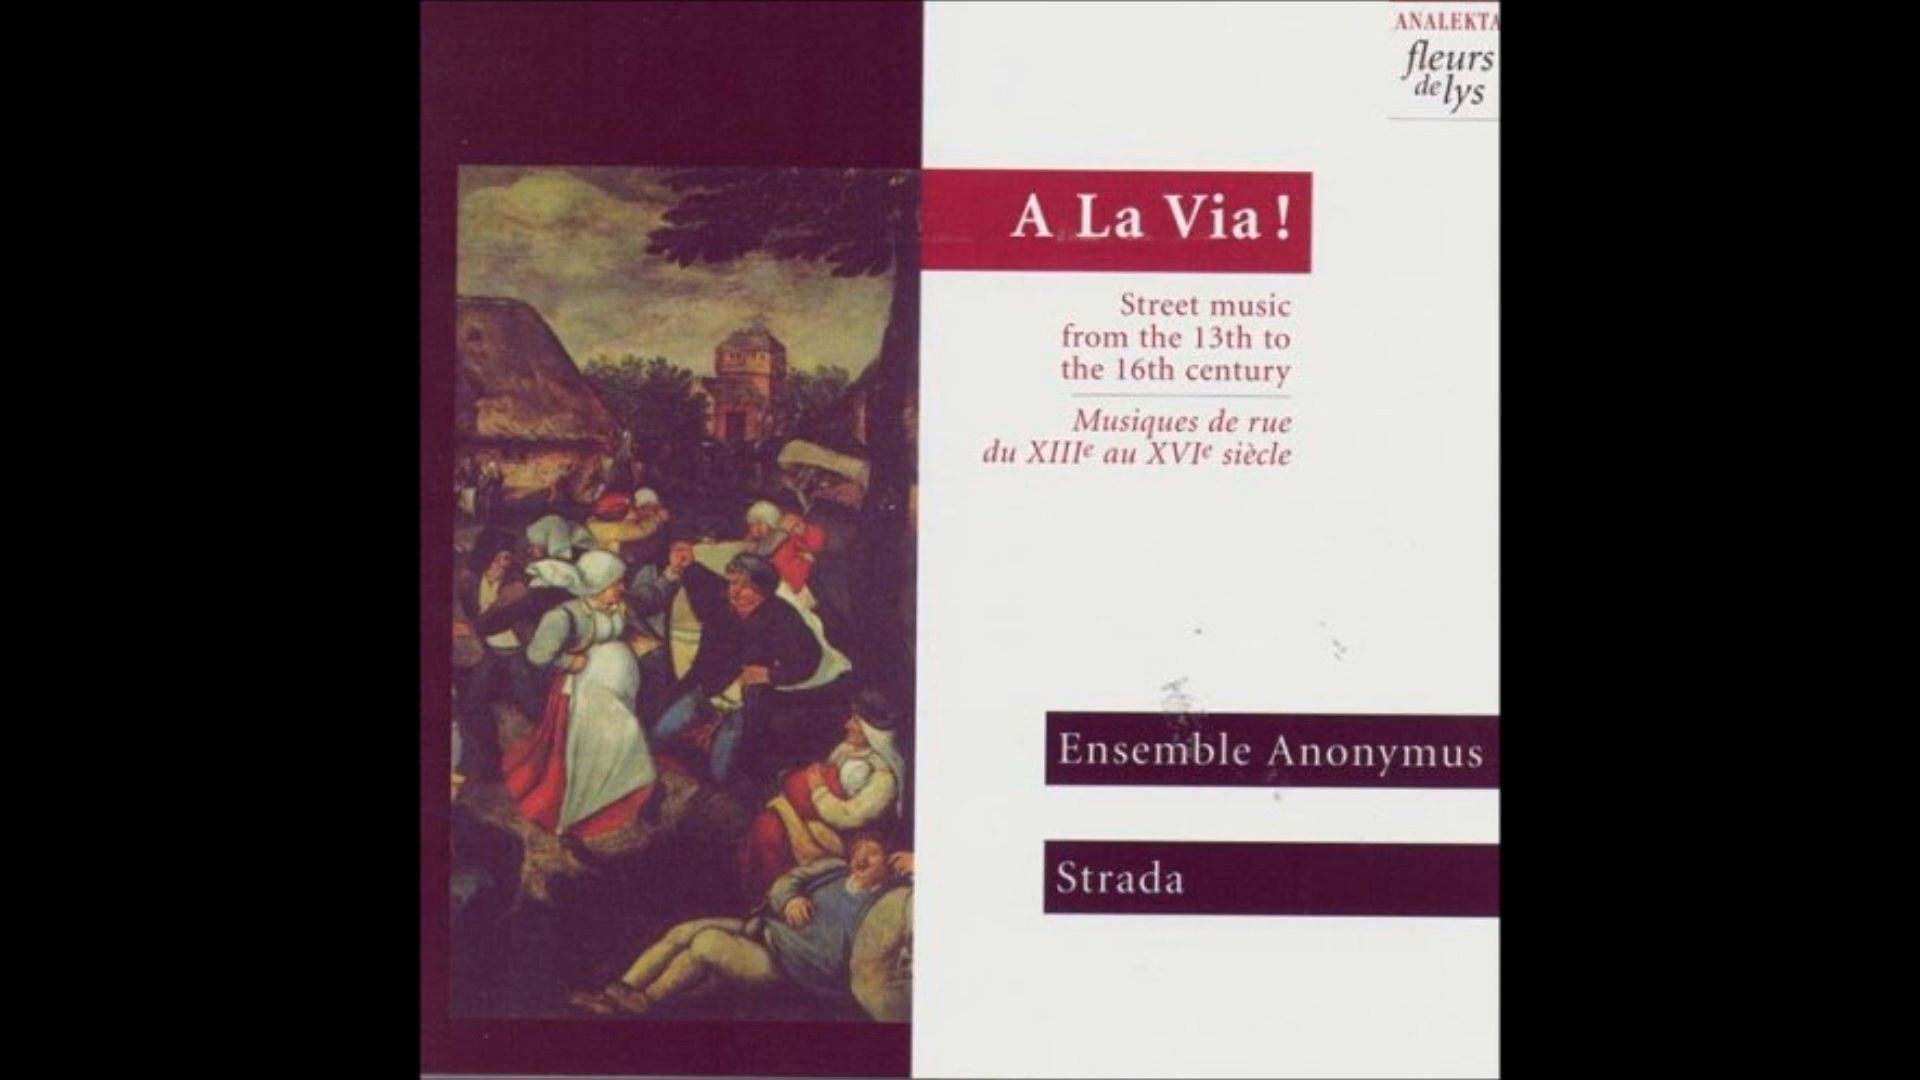 ANALEKTA
fleurs
de lys
A La Via !
Street music
from the 13th to
the 16th century
Musiques de rue
du XIIIe au XVIe siècle
Ensemble Anonymus
Strada